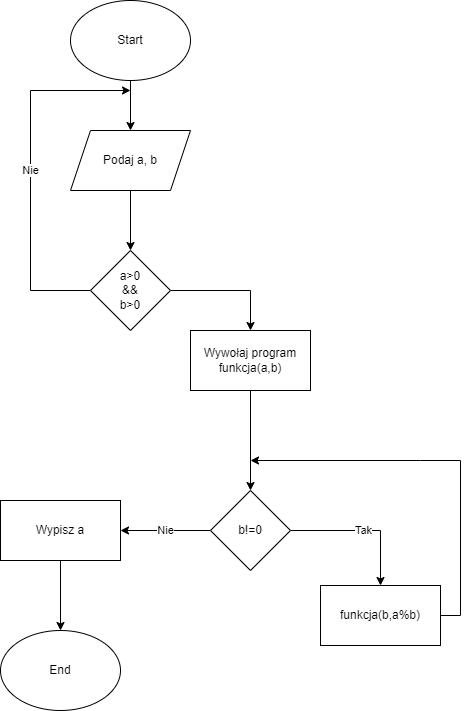 Start
Podaj a, b
Nie
a>0
&&
b>0
Wywołaj program
funkcja(a,b)
b!=0
Nie
Tak
Wypisz a
funkcja(b,a%b)
End